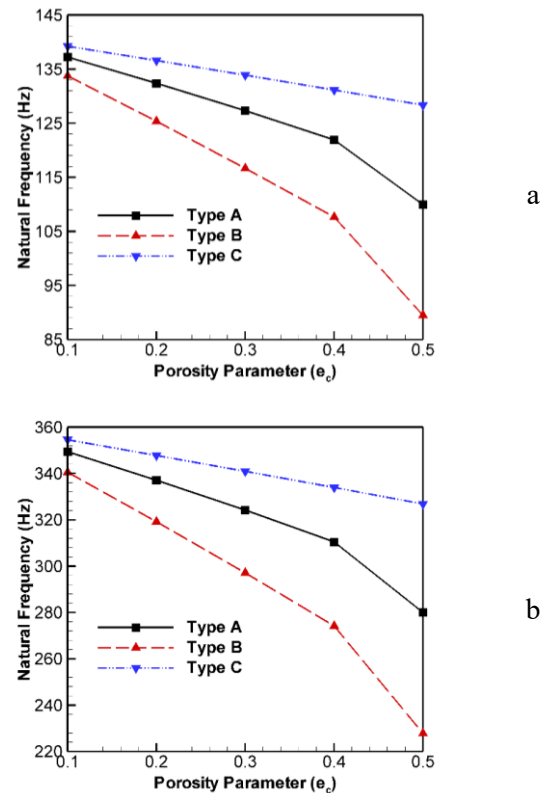 145
135
125
115
105
95
85
Natural Frequency (Hz)
Type A
Type B
Type C
0.1 0.2 0.3 0.4 0.5
Porosity Parameter (ec)
a
360
340
320
300
280
260
240
220
Natural Frequency (Hz)
Type A
Type B
Type C
0.1 0.2 0.3 0.4 0.5
Porosity Parameter (ec)
b